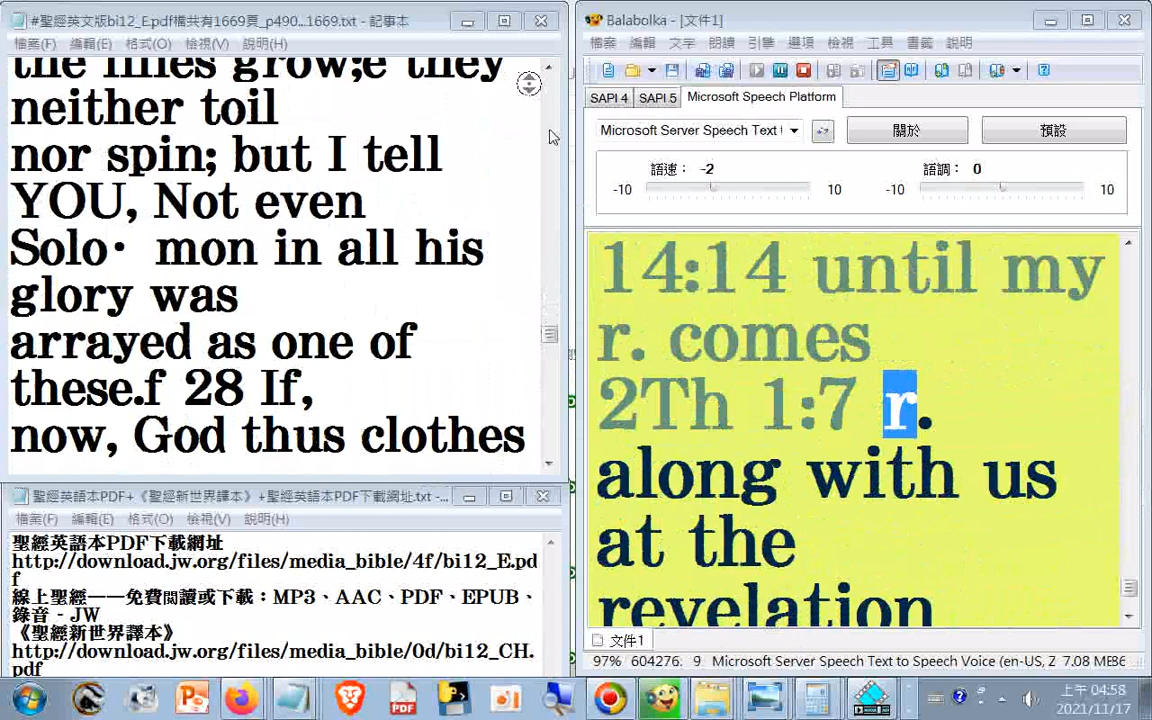 #聖經英文版bi12_E.pdf檔共有1669頁_p490...1669.txt - 記事本
檔案(F) 編輯(E) 格式(O) 檢視(V) 說明(H)
the lilies grow;e they
neither toil
nor spin; but I tell
YOU, Not even
Solo· mon in all his
glory was
arrayed as one of
these.f 28 If,
now, God thus clothes
聖經英語本PDF+《聖經新世界譯本》+聖經英語本PDF下載網址.txt -...
檔案(F) 編輯(E) 格式(O) 檢視(V) 說明(H)
聖經英語本PDF下載網址
http://download.jw.org/files/media_bible/4f/bi12_E.pd
f
線上聖經——免費閱讀或下載：MP3、AAC、PDF、EPUB、
錄音 - JW
《聖經新世界譯本》
http://download.jw.org/files/media_bible/0d/bi12_CH.
pdf
Balabolka - [文件1]
檔案 編輯 文字 朗讀 引擎 選項 檢視 工具 書籤 說明
SAPI 4 SAPI 5 Microsoft Speech Platform
Microsoft Server Speech Text 關於 預設
語速： -2 語調： 0
-10 10 -10 10
14:14 until my
r. comes
2Th 1:7 r.
along with us
at the
revelation
文件1
97% 604276. 9 Microsoft Server Speech Text to Speech Voice (en-US, Z 7.08 MB
上午 04:58
2021/11/17